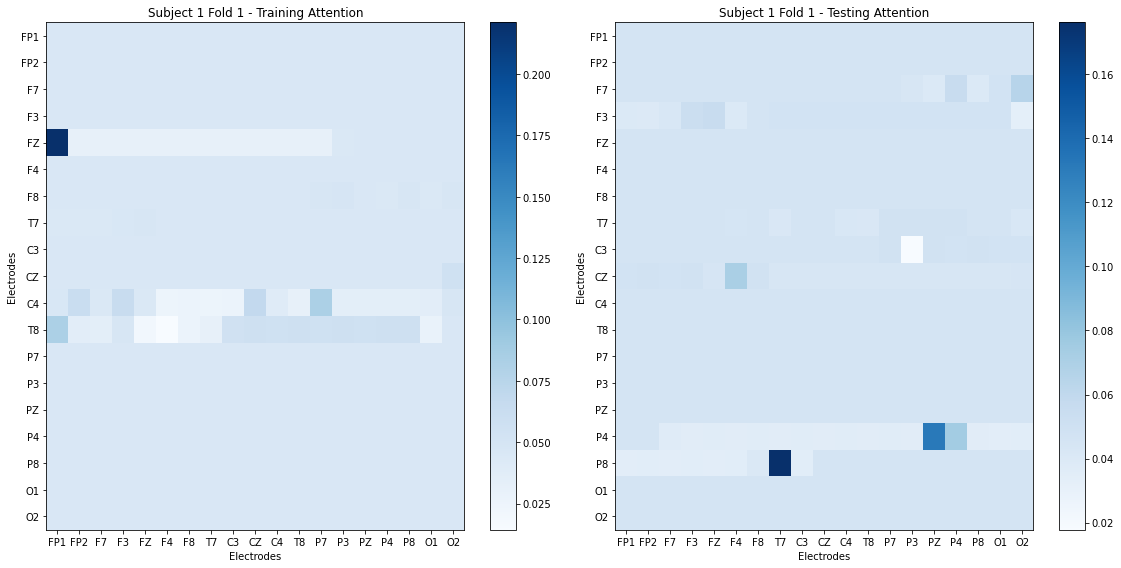 Subject 1 Fold 1 - Training Attention
FP1
FP2
F7
F3
FZ
F4
F8
T7
C3
CZ
C4
T8
P7
P3
PZ
P4
P8
O1
O2
Electrodes
FP1 FP2 F7 F3 FZ F4 F8 T7 C3 CZ C4 T8 P7 P3 PZ P4 P8 O1 O2
Electrodes
0.200
0.175
0.150
0.125
0.100
0.075
0.050
0.025
Subject 1 Fold 1 - Testing Attention
FP1
FP2
F7
F3
FZ
F4
F8
T7
C3
CZ
C4
T8
P7
P3
PZ
P4
P8
O1
O2
Electrodes
FP1 FP2 F7 F3 FZ F4 F8 T7 C3 CZ C4 T8 P7 P3 PZ P4 P8 O1 O2
Electrodes
0.16
0.14
0.12
0.10
0.08
0.06
0.04
0.02